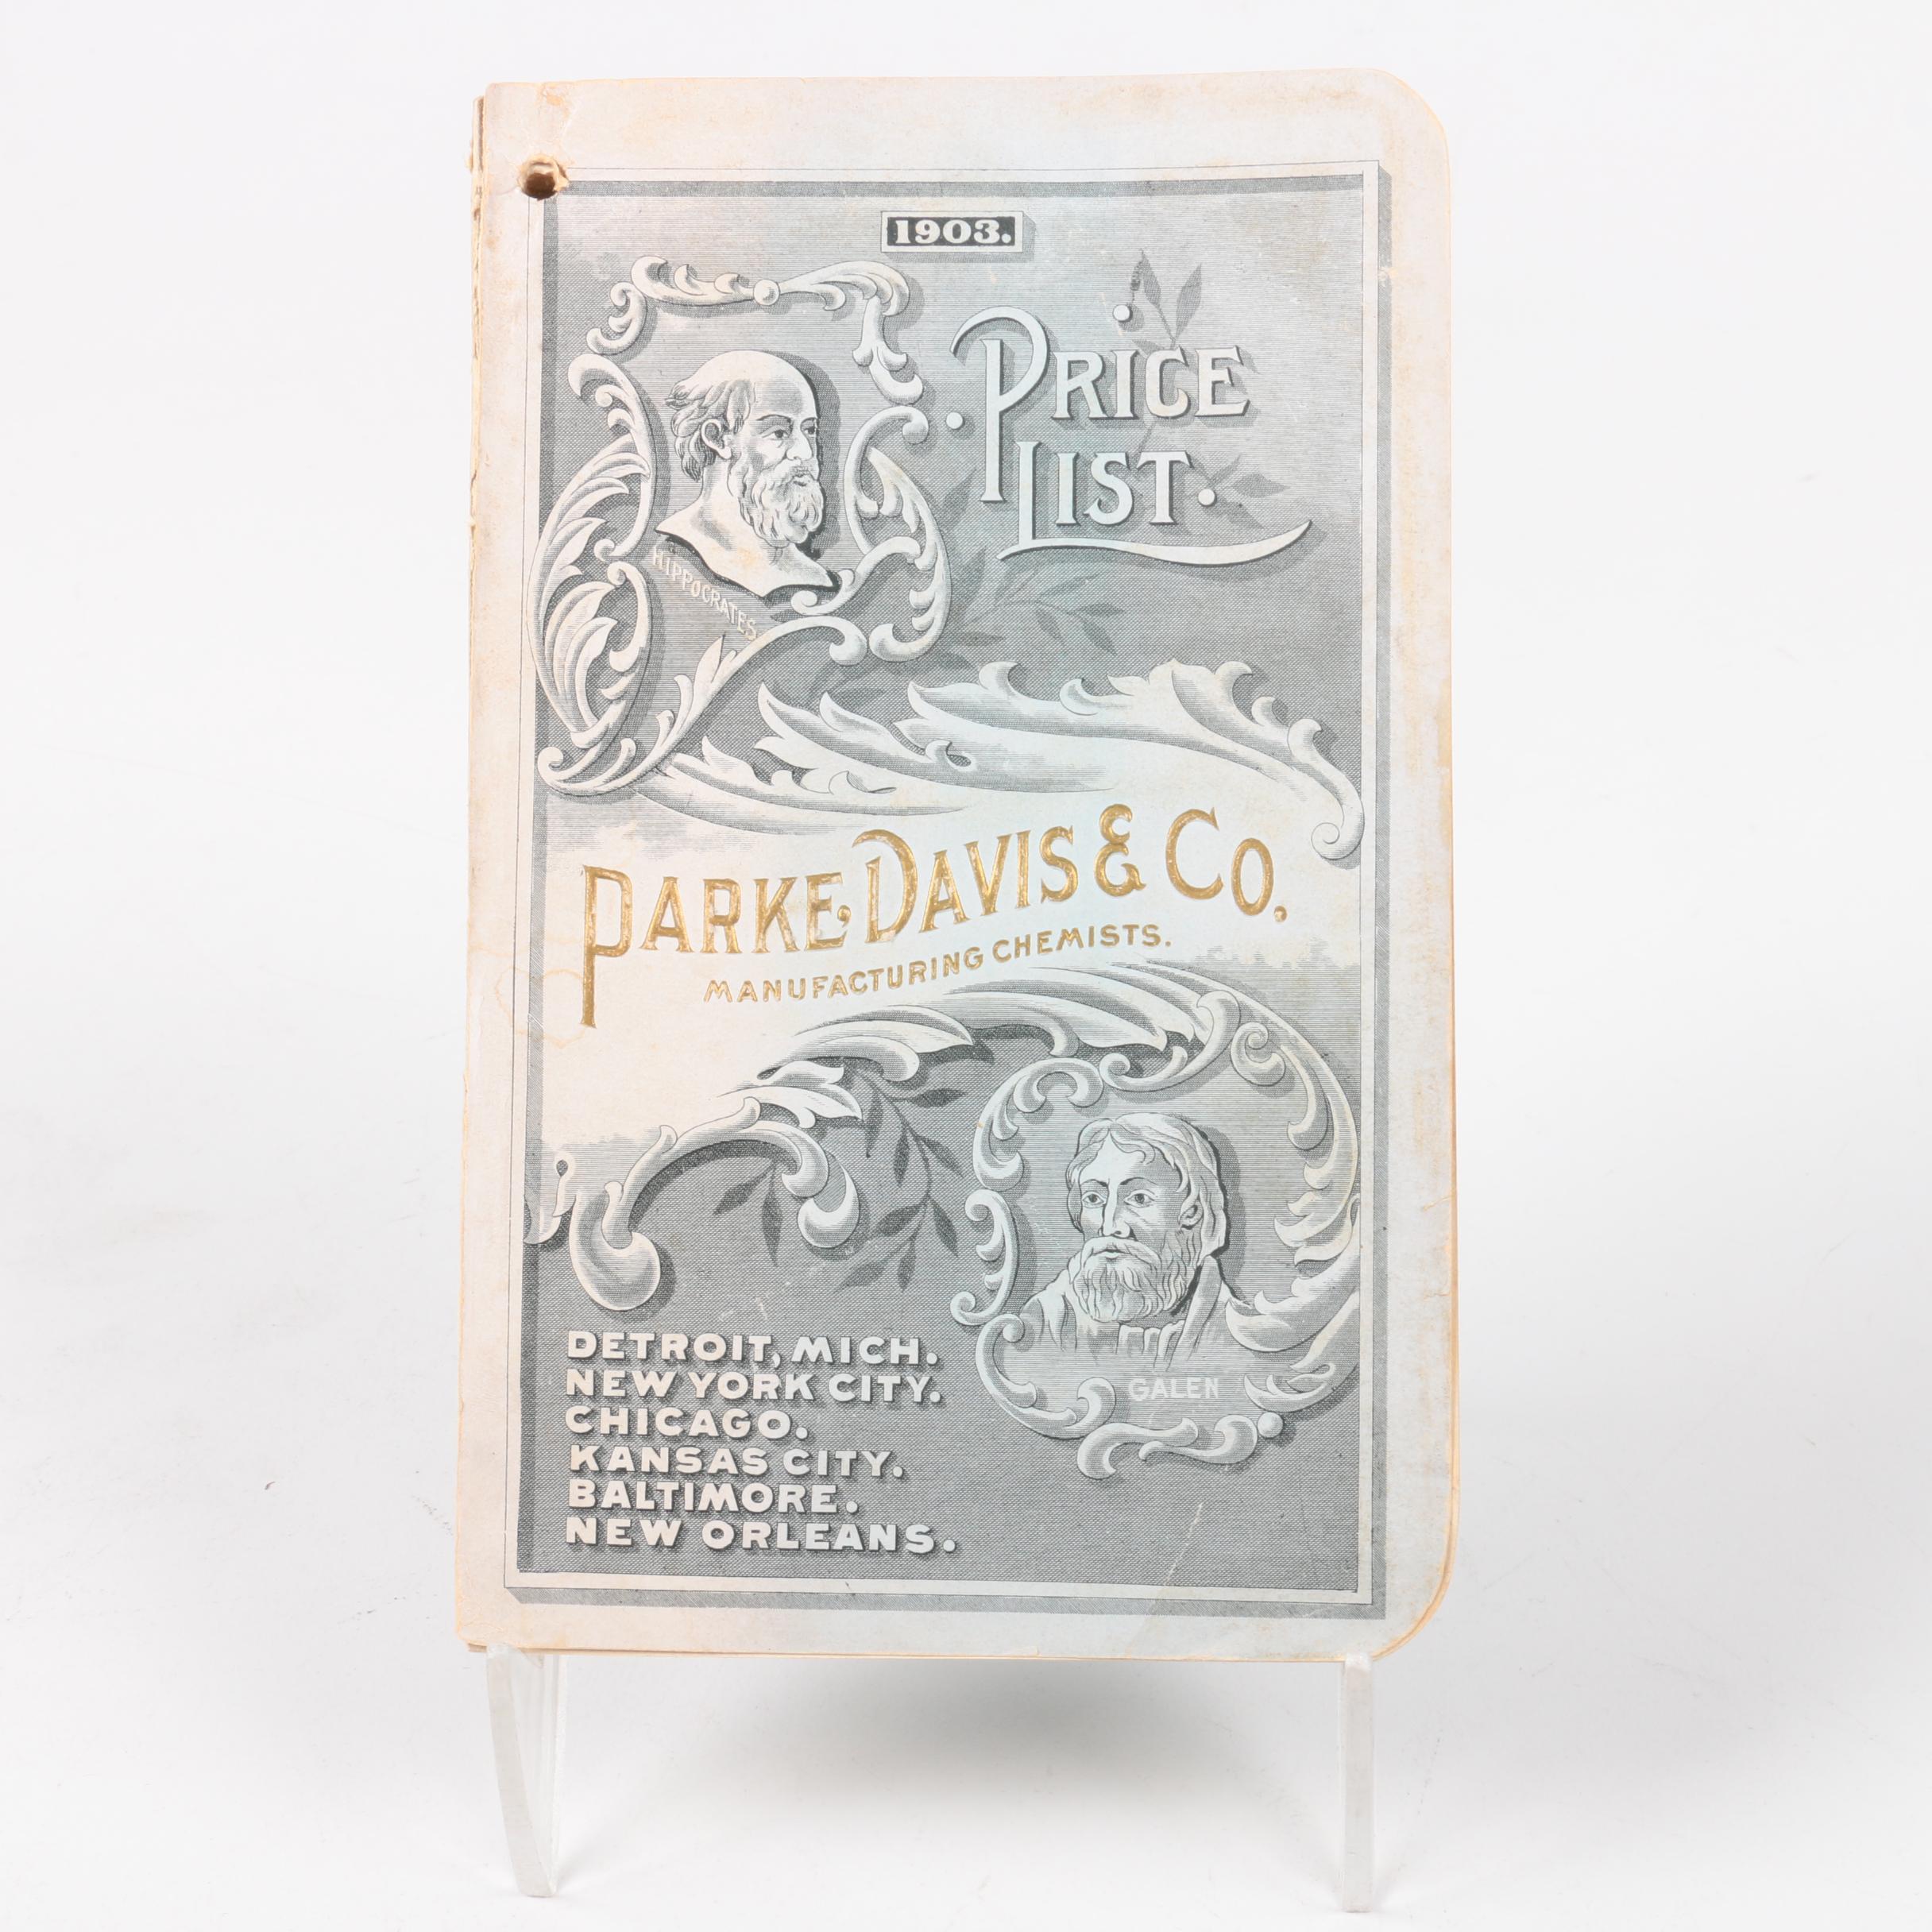 1903.
PRICE
LIST.
HIPPOCRATES
PARKE, DAVIS & CO.
MANUFACTURING CHEMISTS.
GALEN
DETROIT, MICH.
NEW YORK CITY.
CHICAGO.
KANSAS CITY.
BALTIMORE.
NEW ORLEANS.